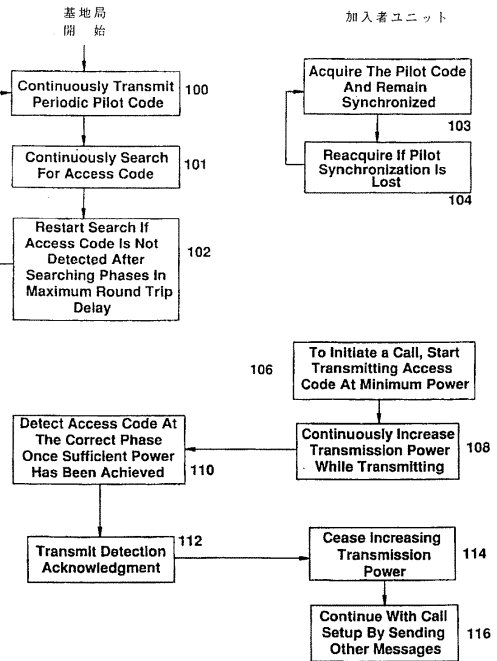 基地局
開始
加入者ユニット
Continuously Transmit
Periodic Pilot Code
100
Continuously Search
For Access Code
101
Restart Search If
Access Code Is Not
Detected After
Searching Phases In
Maximum Round Trip
Delay
102
Acquire The Pilot Code
And Remain
Synchronized
103
Reacquire If Pilot
Synchronization Is
Lost
104
106
To Initiate a Call, Start
Transmitting Access
Code At Minimum Power
Continuously Increase
Transmission Power
While Transmitting
108
Detect Access Code At
The Correct Phase
Once Sufficient Power
Has Been Achieved
110
112
Transmit Detection
Acknowledgment
Cease Increasing
Transmission
Power
114
Continue With Call
Setup By Sending
Other Messages
116